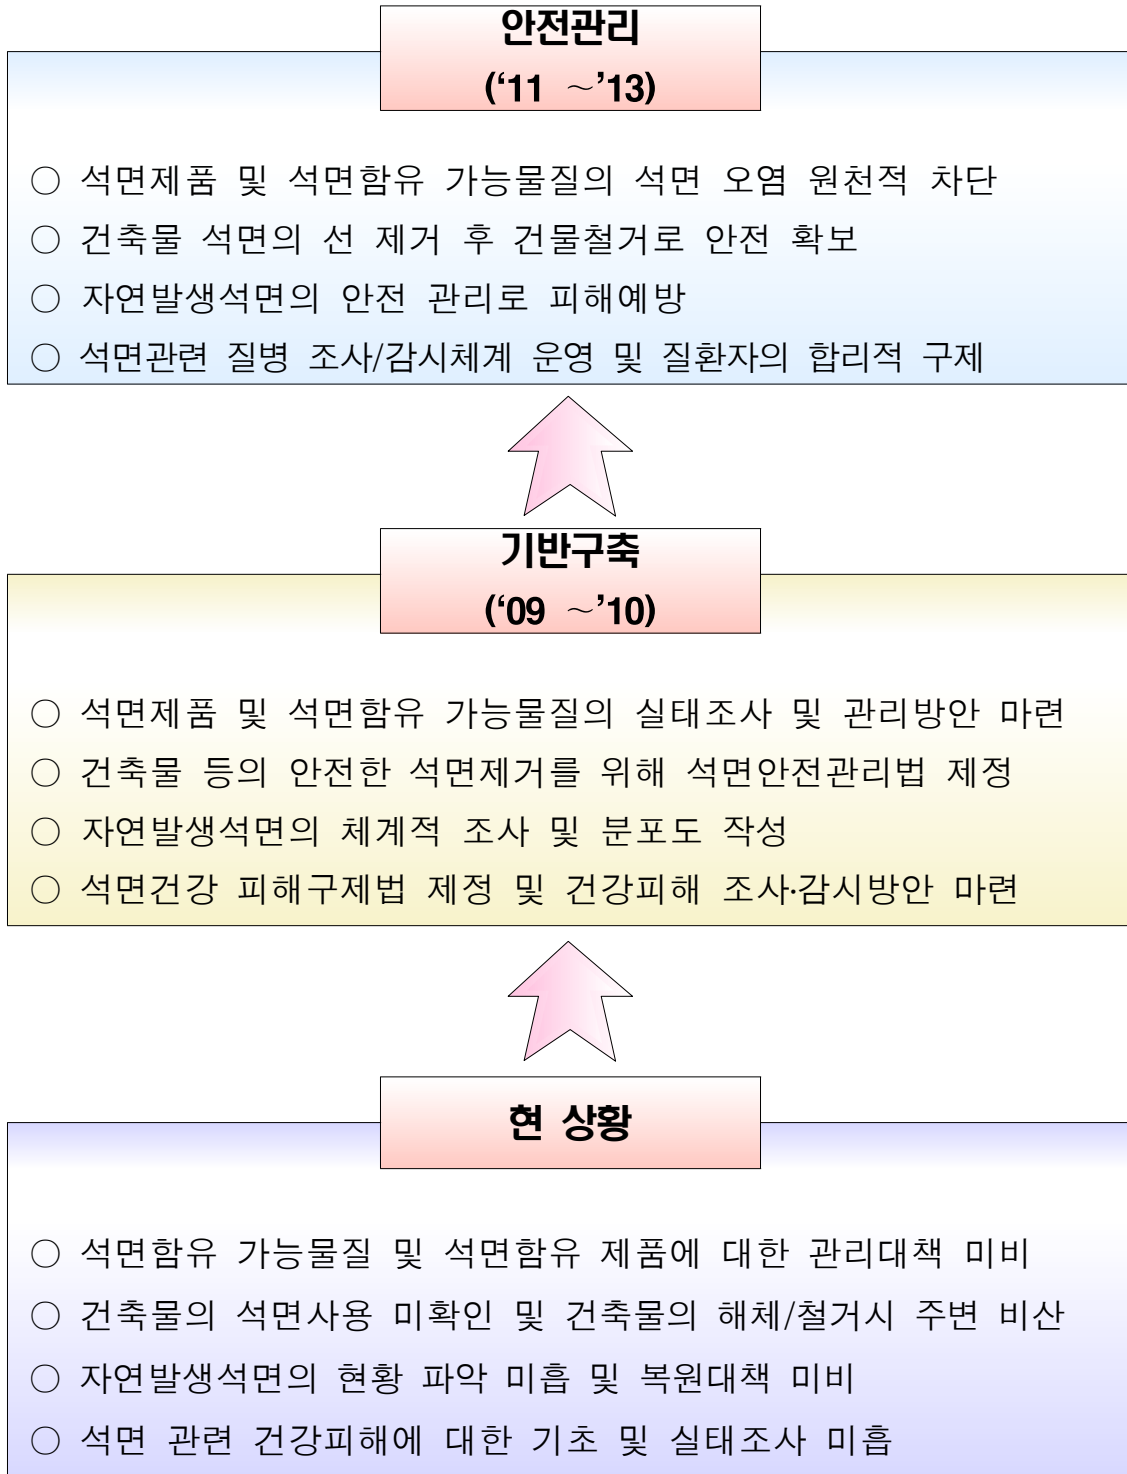 안전관리
(‘11 ～’13)
○ 석면제품 및 석면함유 가능물질의 석면 오염 원천적 차단
○ 건축물 석면의 선 제거 후 건물철거로 안전 확보
○ 자연발생석면의 안전 관리로 피해예방
○ 석면관련 질병 조사/감시체계 운영 및 질환자의 합리적 구제
기반구축
(‘09 ～’10)
○ 석면제품 및 석면함유 가능물질의 실태조사 및 관리방안 마련
○ 건축물 등의 안전한 석면제거를 위해 석면안전관리법 제정
○ 자연발생석면의 체계적 조사 및 분포도 작성
○ 석면건강 피해구제법 제정 및 건강피해 조사·감시방안 마련
현 상황
○ 석면함유 가능물질 및 석면함유 제품에 대한 관리대책 미비
○ 건축물의 석면사용 미확인 및 건축물의 해체/철거시 주변 비산
○ 자연발생석면의 현황 파악 미흡 및 복원대책 미비
○ 석면 관련 건강피해에 대한 기초 및 실태조사 미흡